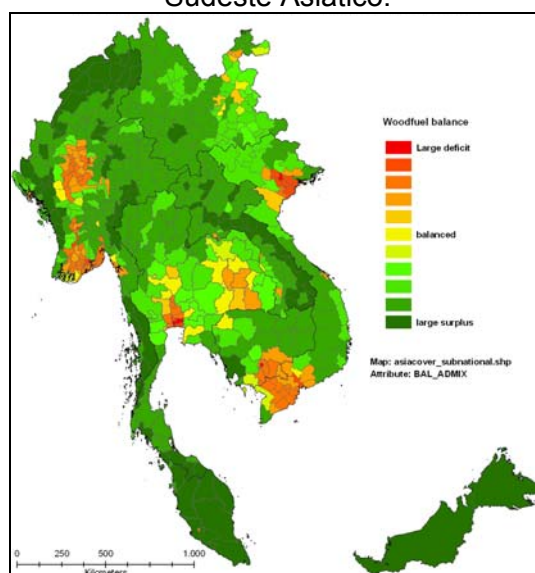 Sudeste Asiático.
Woodfuel balance
Large deficit
balanced
large surplus
Map: asiacover_subnational.shp
Attribute: BAL_ADMIX
0 250 500 1.000
Kilometers